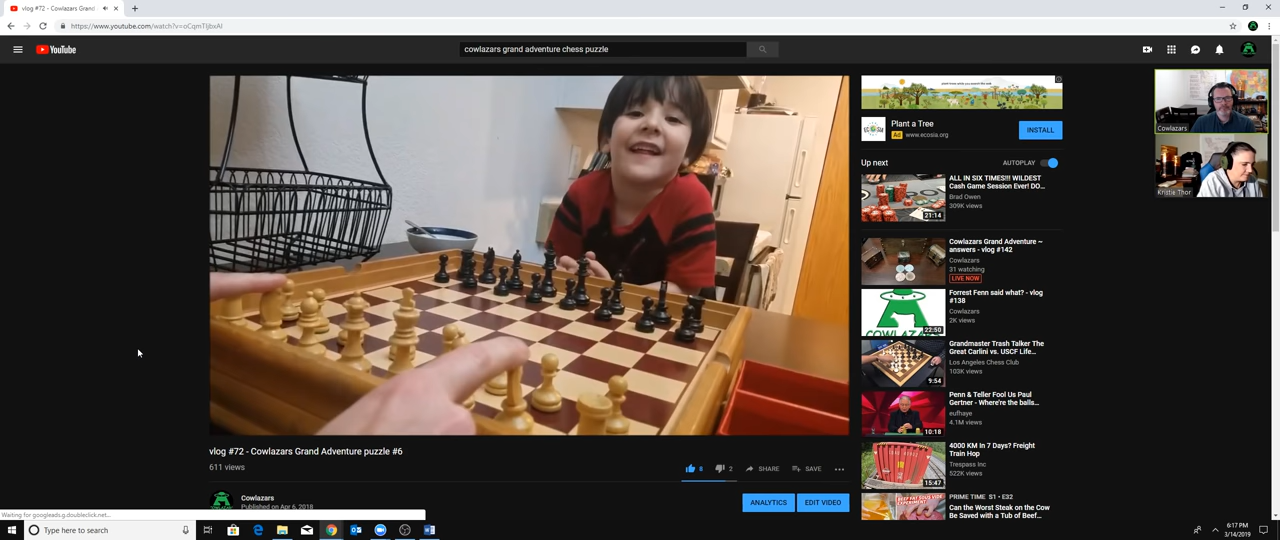 vlog #72 - Cowlazars Grand
https://www.youtube.com/watch?v=oCqmTIjbxAI
YouTube
cowlazars grand adventure chess puzzle
Cowlazars
Kristie Thor
Plant a Tree
Ad www.ecosia.org
INSTALL
Up next
AUTOPLAY
ALL IN SIX TIMES!!! WILDEST
Cash Game Session Ever! DO...
Brad Owen
309K views
21:14
Cowlazars Grand Adventure ~
answers - vlog #142
Cowlazars
31 watching
LIVE NOW
Forrest Fenn said what? - vlog
#138
Cowlazars
2K views
22:50
Grandmaster Trash Talker The
Great Carlini vs. USCF Life...
Los Angeles Chess Club
103K views
9:54
Penn & Teller Fool Us Paul
Gertner - Where're the balls...
eufhaye
4.1M views
10:18
4000 KM In 7 Days? Freight
Train Hop
Trespass Inc
522K views
15:47
PRIME TIME S1 • E32
Can the Worst Steak on the Cow
Be Saved with a Tub of Beef...
vlog #72 - Cowlazars Grand Adventure puzzle #6
611 views
8
2
SHARE
SAVE
Cowlazars
Published on Apr 6, 2018
ANALYTICS
EDIT VIDEO
Waiting for googleads.g.doubleclick.net...
Type here to search
6:17 PM
3/14/2019